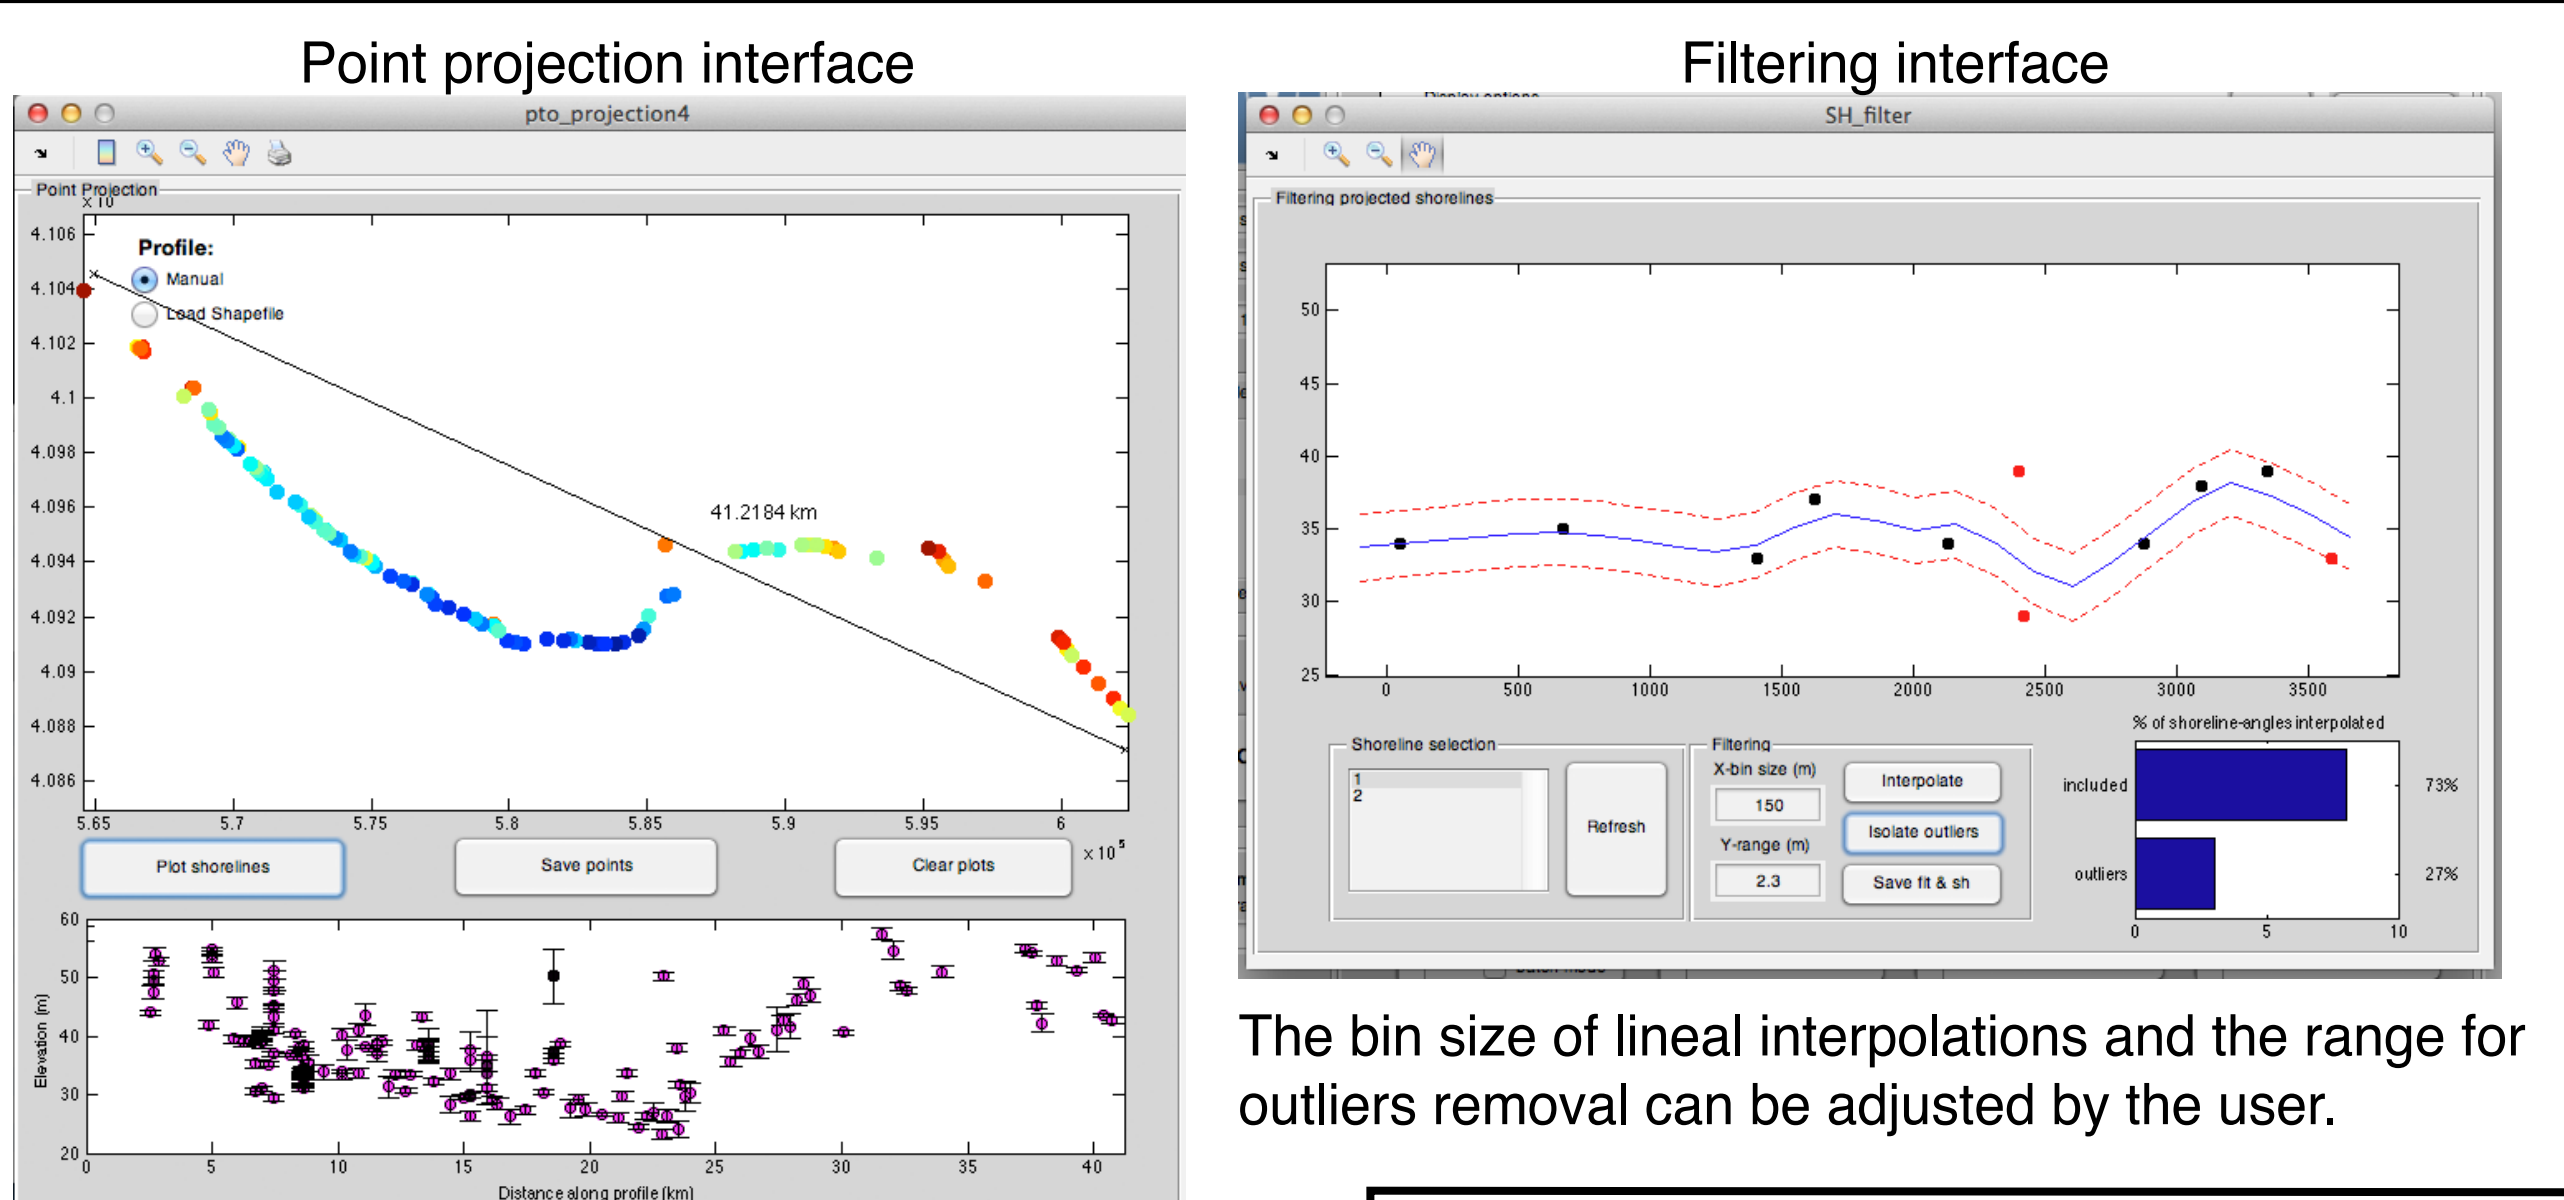 Point projection interface
pto_projection4
Point Projection
x 10
Profile:
Manual
Load Shapefile
4.106
4.104
4.102
4.1
4.098
4.096
4.094
4.092
4.09
4.088
4.086
41.2184 km
5.65 5.7 5.75 5.8 5.85 5.9 5.95 6
x 10⁵
Plot shorelines Save points Clear plots
60
50
40
30
20
Elevation (m)
0 5 10 15 20 25 30 35 40
Distance along profile (km)
Filtering interface
Display options
SH_filter
Filtering projected shorelines
50
45
40
35
30
25
0 500 1000 1500 2000 2500 3000 3500
Shoreline selection
1
2
Refresh
Filtering
X-bin size (m)
150
Y-range (m)
2.3
Interpolate
Isolate outliers
Save fit & sh
% of shoreline-angles interpolated
included 73%
outliers 27%
0 5 10
The bin size of lineal interpolations and the range for
outliers removal can be adjusted by the user.